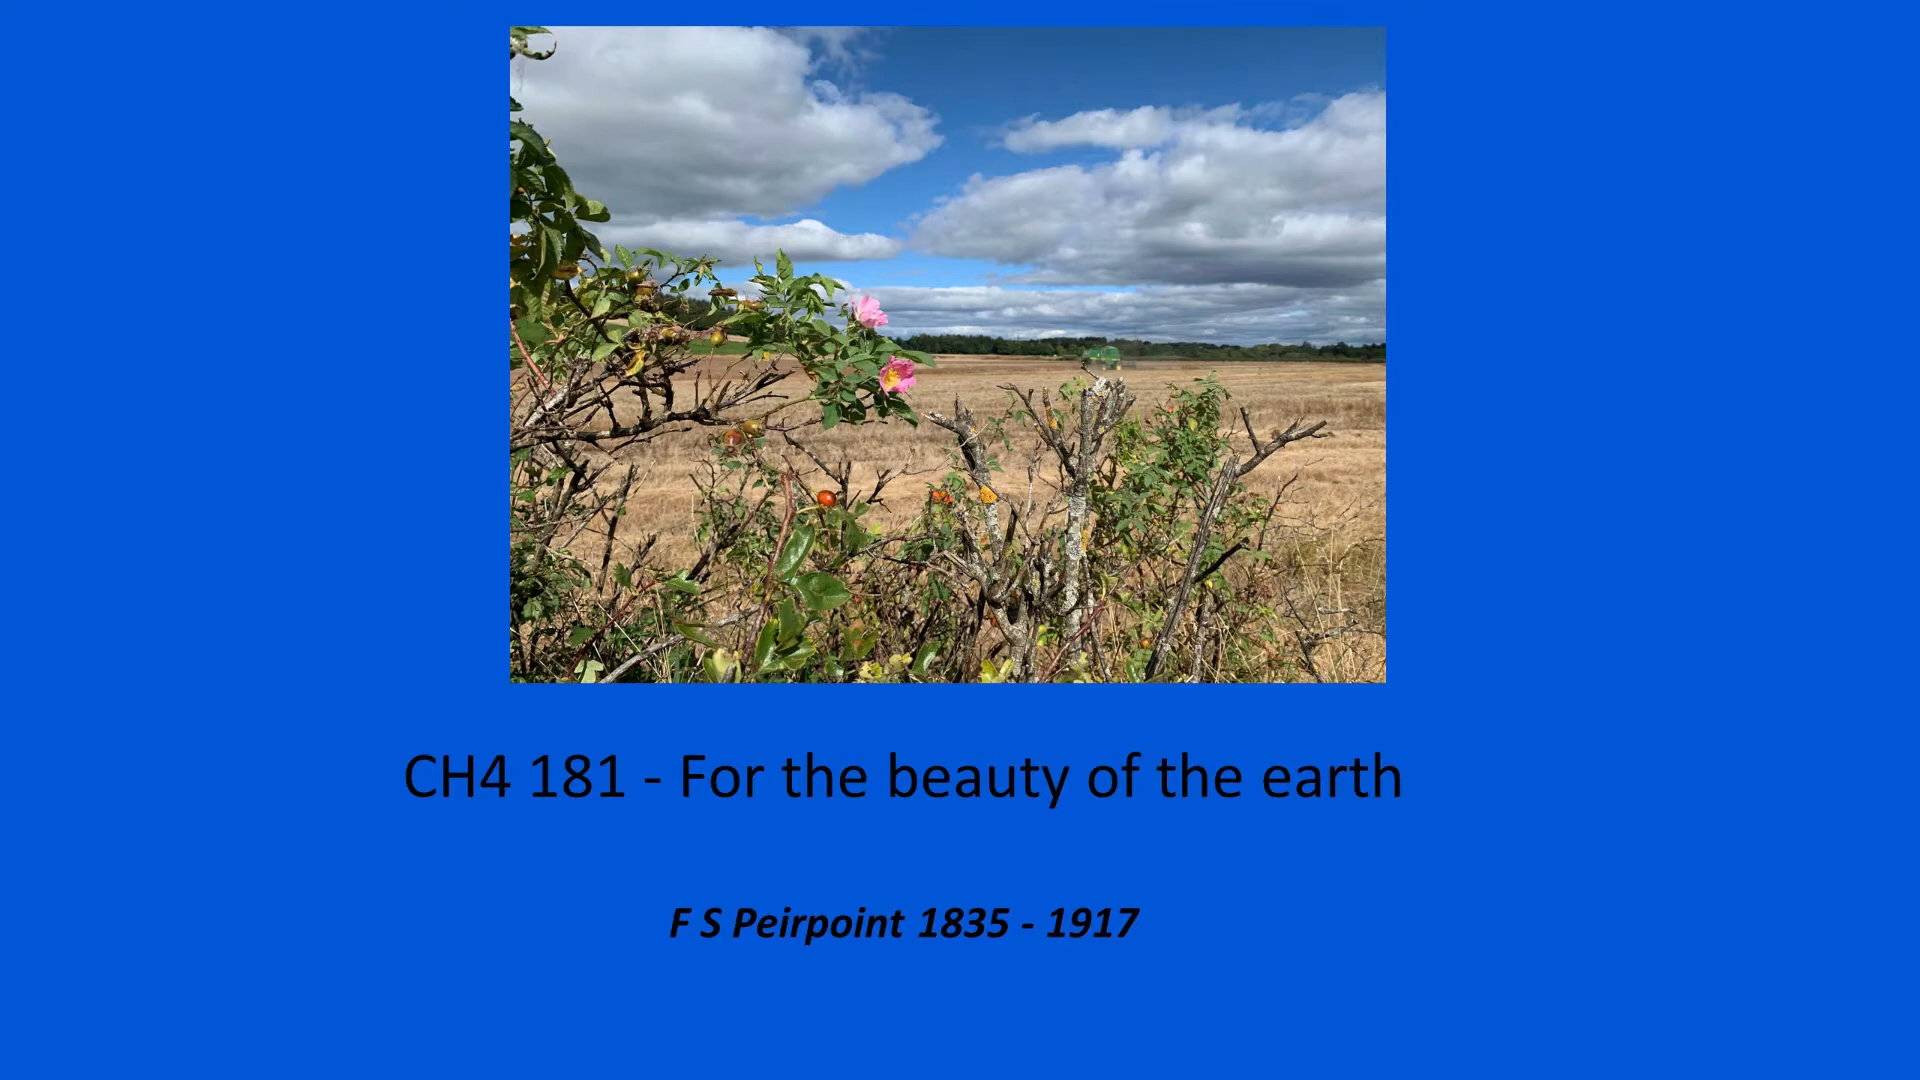 CH4 181 - For the beauty of the earth
F S Peirpoint 1835 - 1917